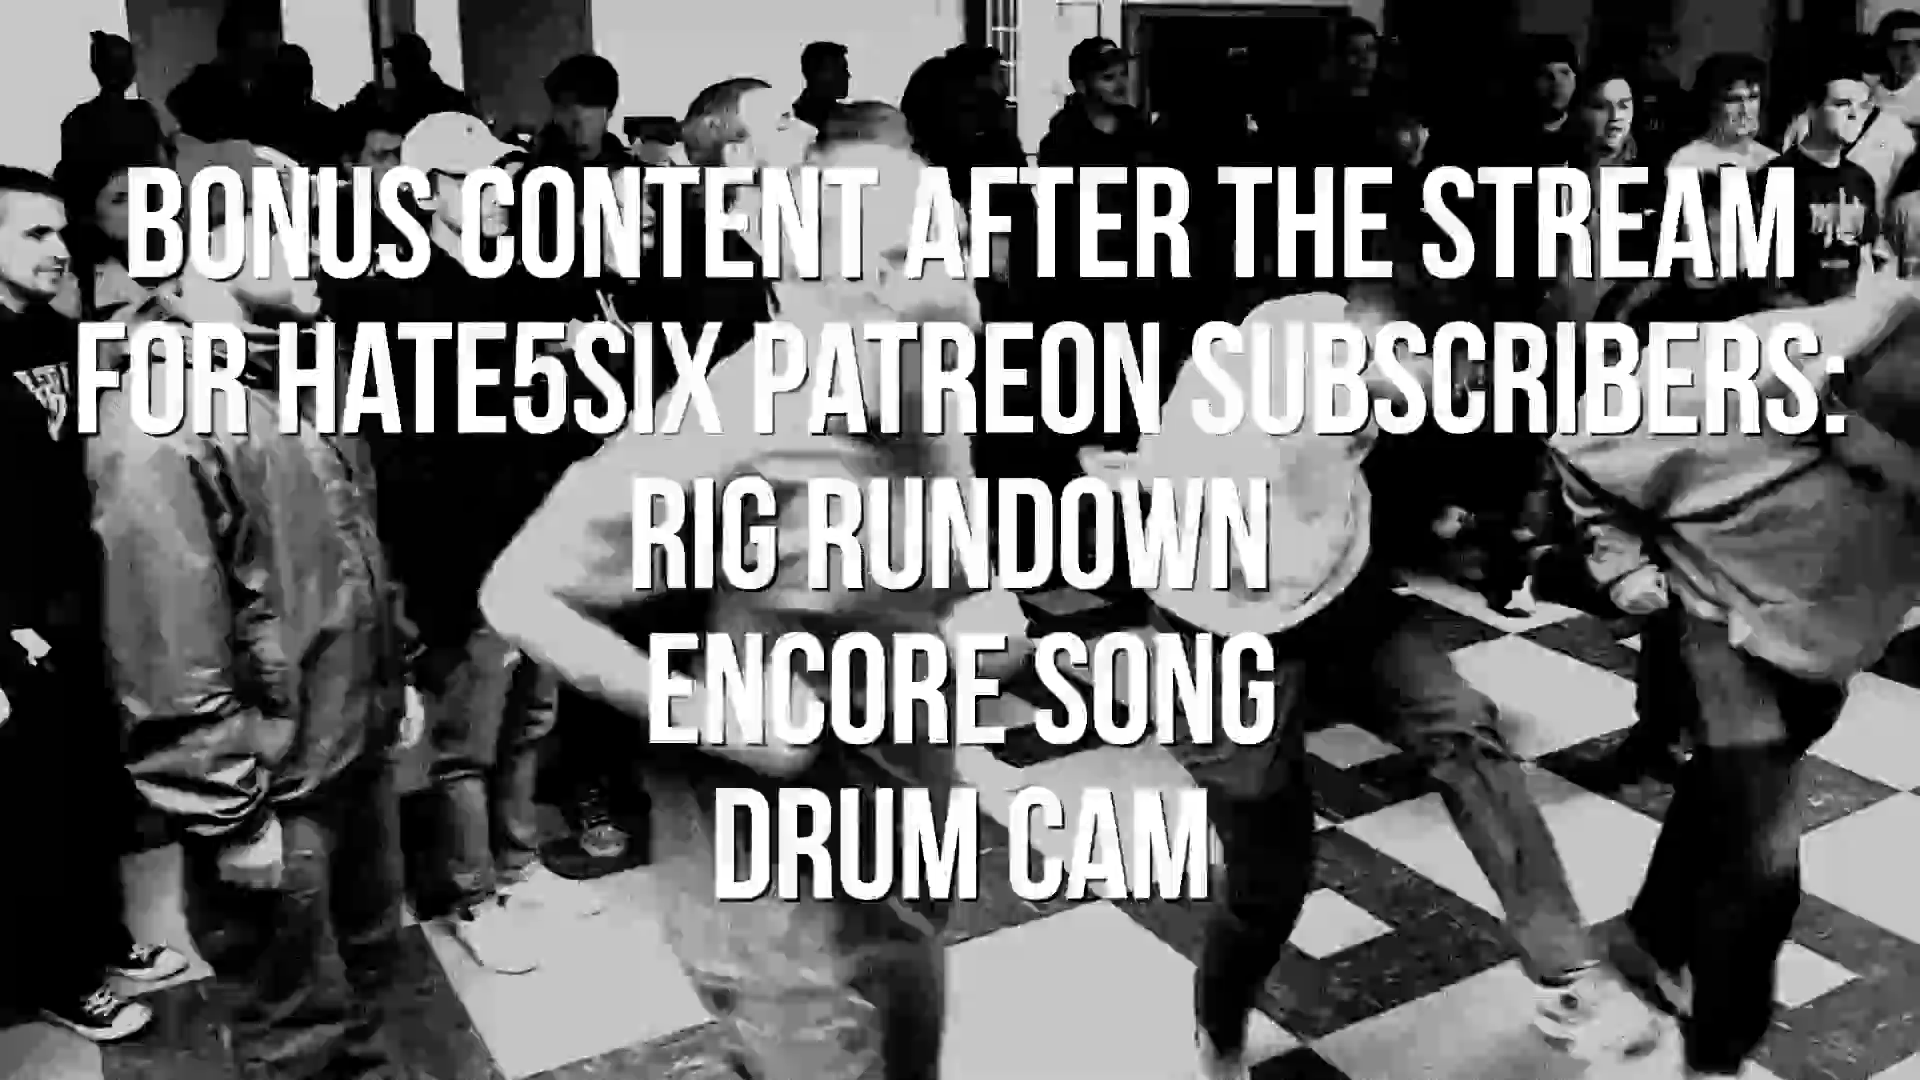 BONUS CONTENT AFTER THE STREAM
FOR HATE5SIX PATREON SUBSCRIBERS:
RIG RUNDOWN
ENCORE SONG
DRUM CAM